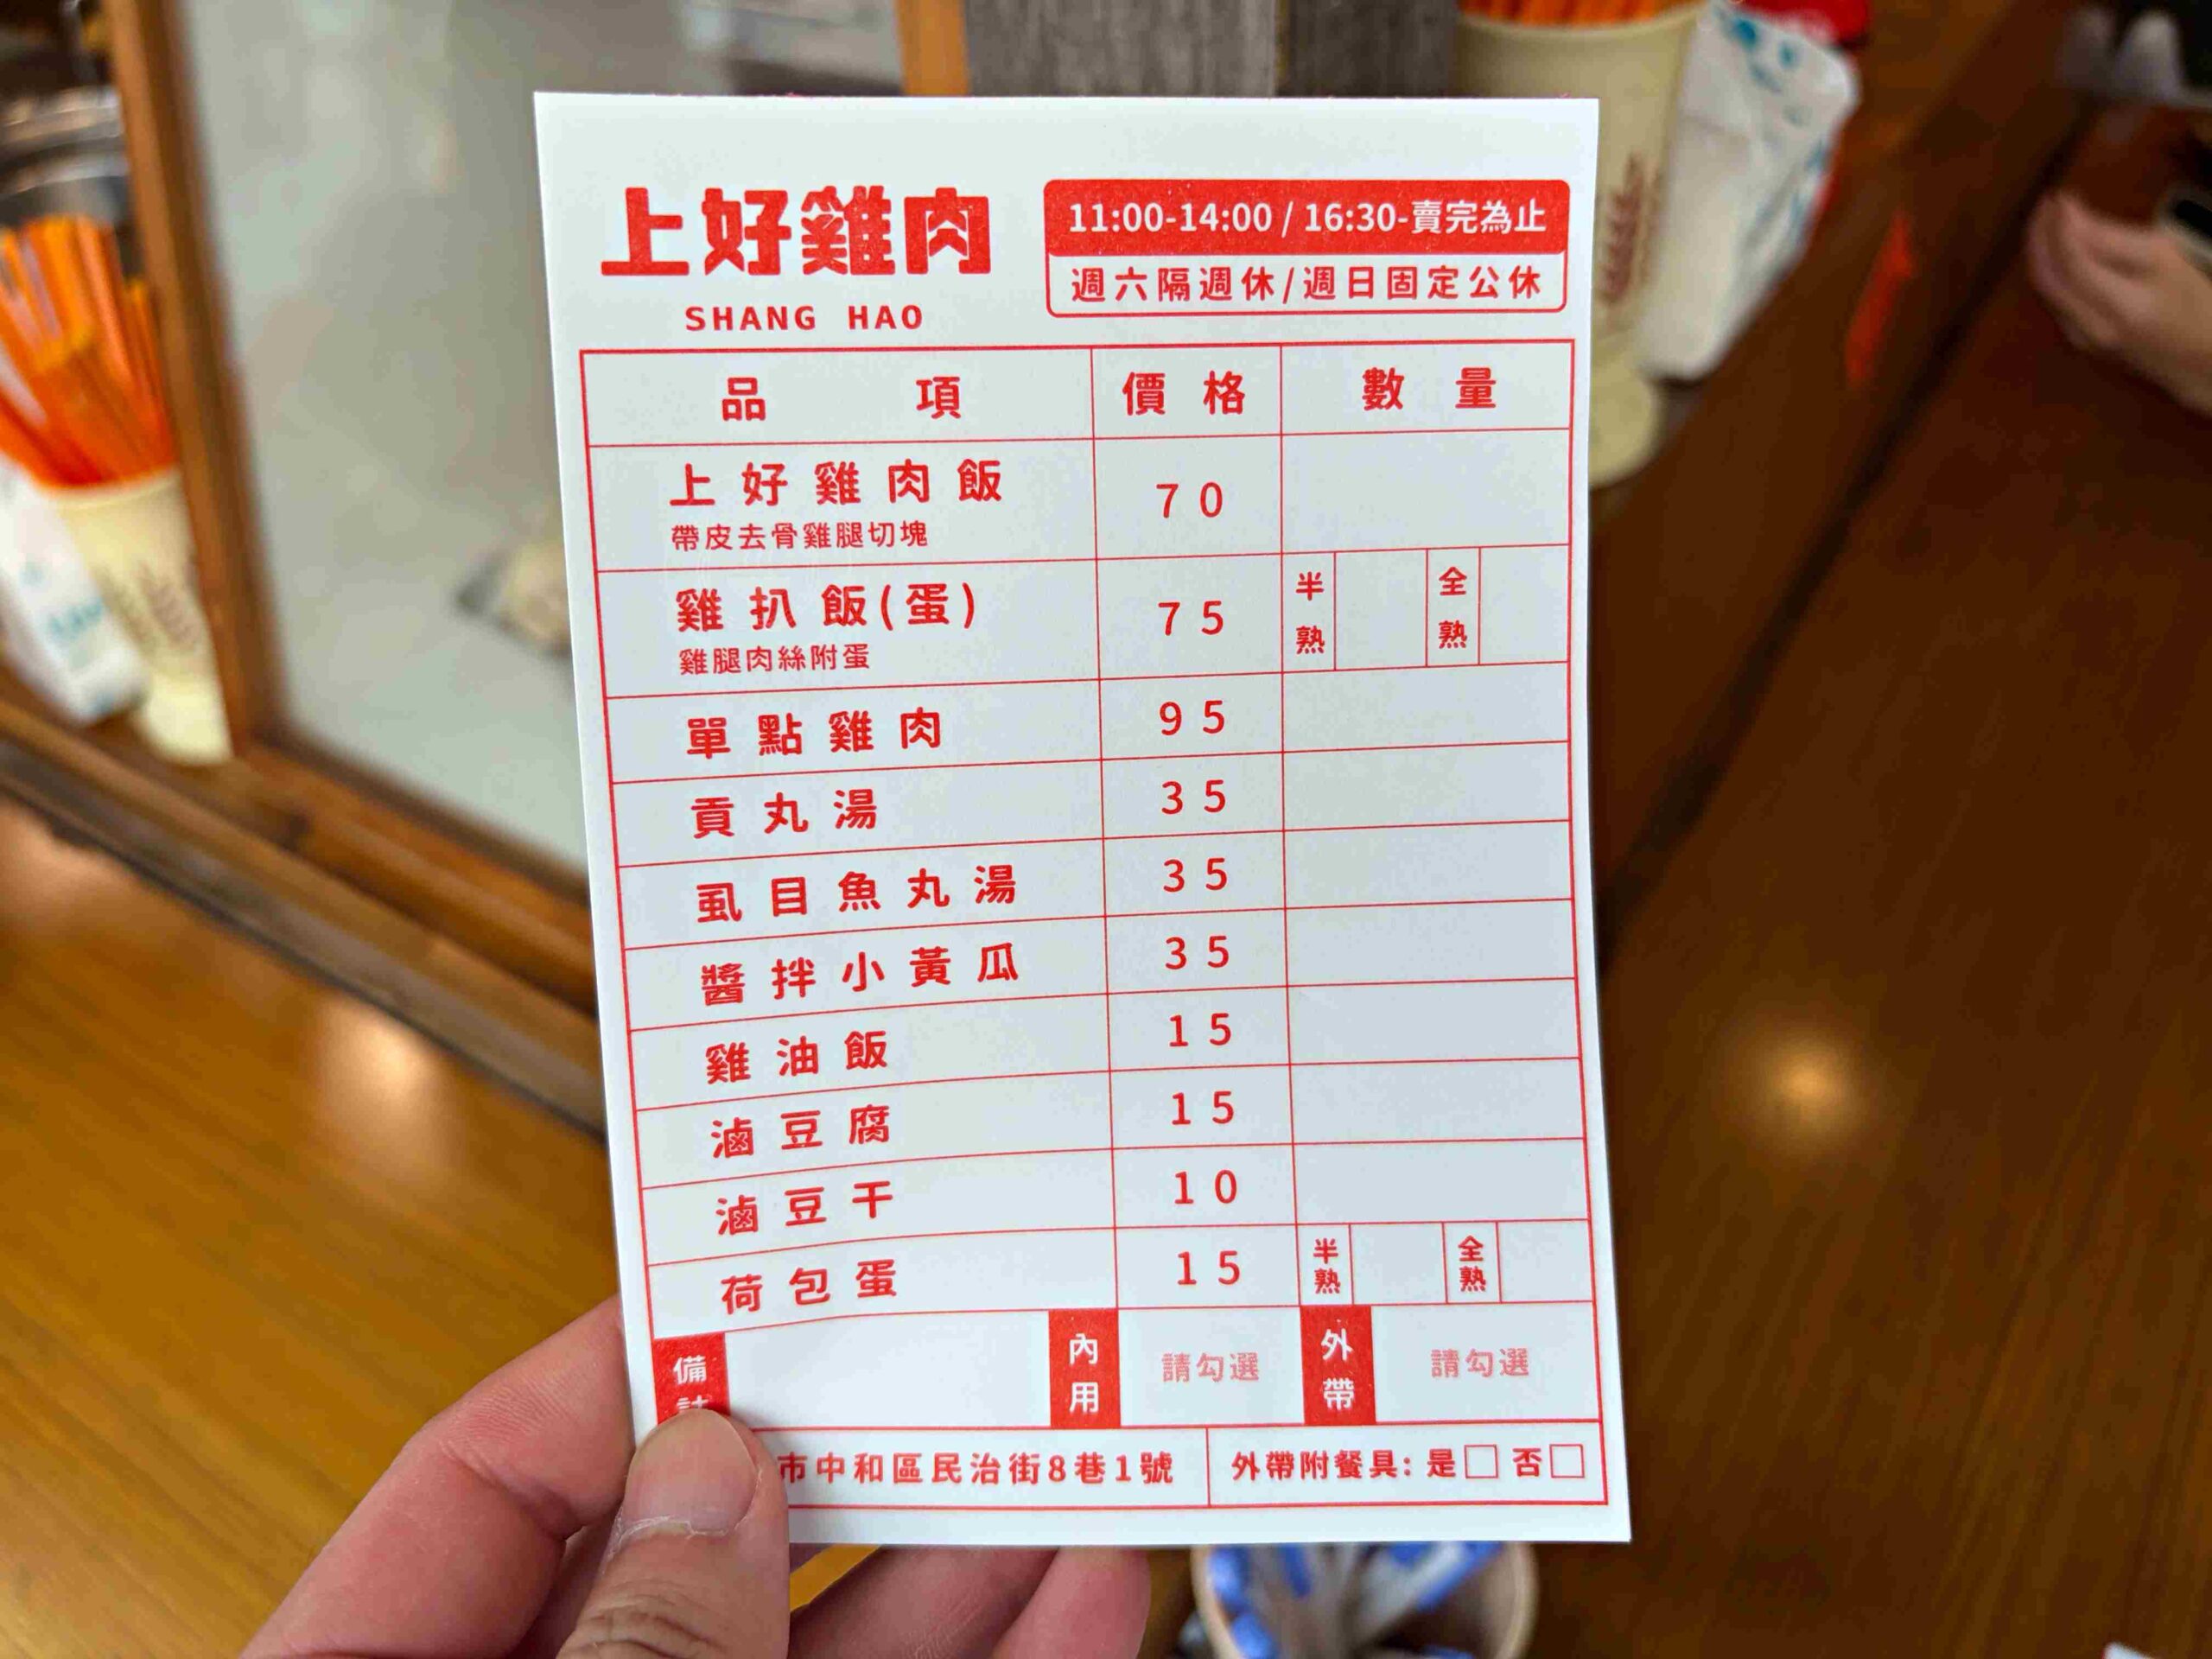 上好雞肉
SHANG HAO
11:00-14:00 / 16:30-賣完為止
週六隔週休/週日固定公休
品項 價格 數量
上好雞肉飯 70
帶皮去骨雞腿切塊
雞扒飯(蛋) 75 半熟 全熟
雞腿肉絲附蛋
單點雞肉 95
貢丸湯 35
虱目魚丸湯 35
醬拌小黃瓜 35
雞油飯 15
滷豆腐 15
滷豆干 10
荷包蛋 15 半熟 全熟
備 內用 請勾選 外帶 請勾選
市中和區民治街8巷1號 外帶附餐具: 是□ 否□